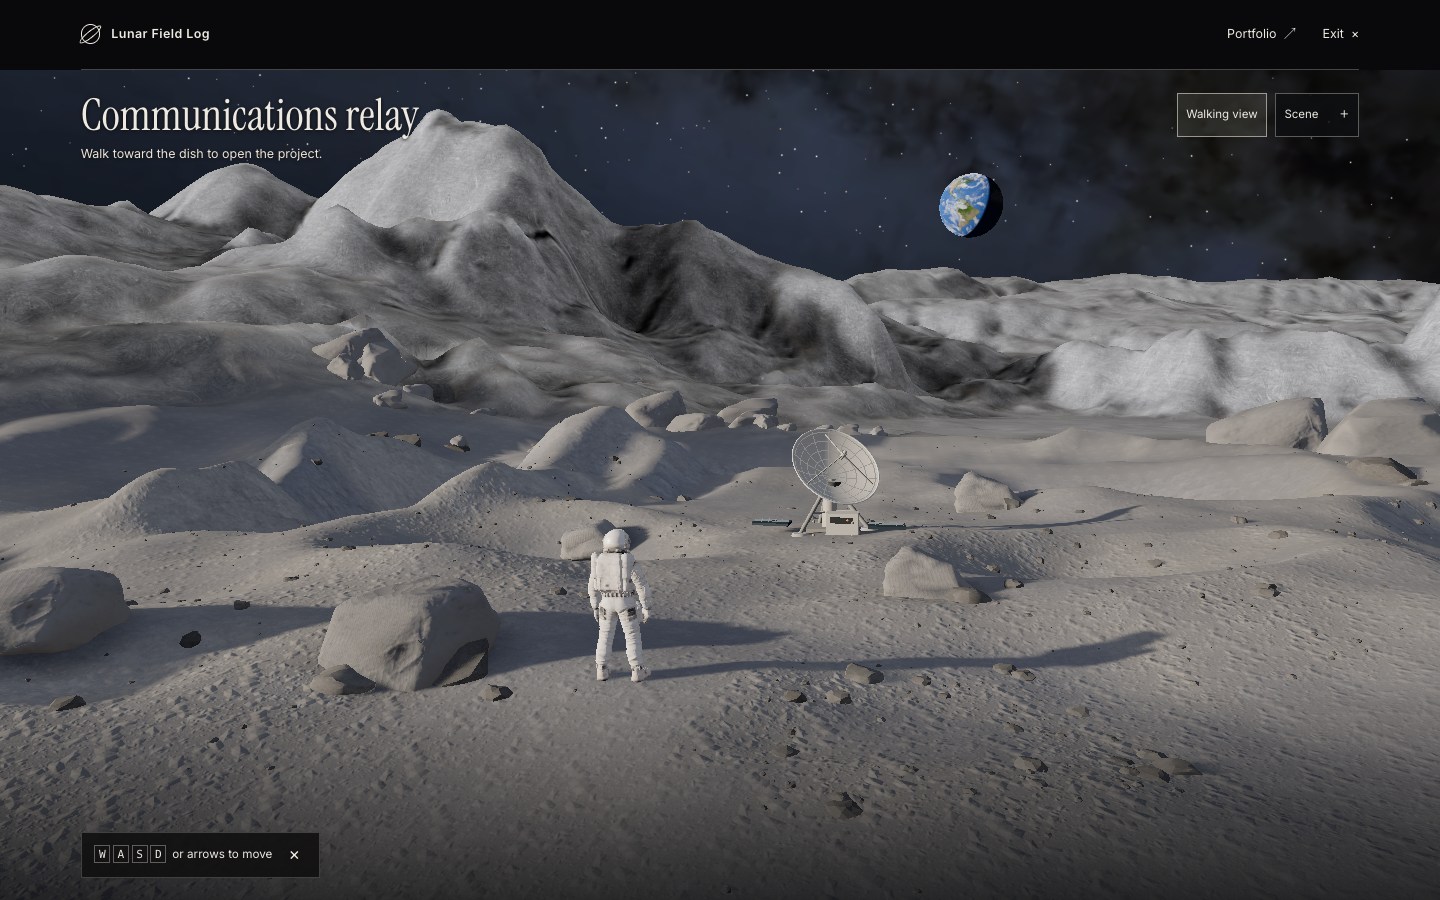 Lunar Field Log
Portfolio ↗
Exit ×
Communications relay
Walk toward the dish to open the project.
Walking view
Scene +
W A S D or arrows to move ×